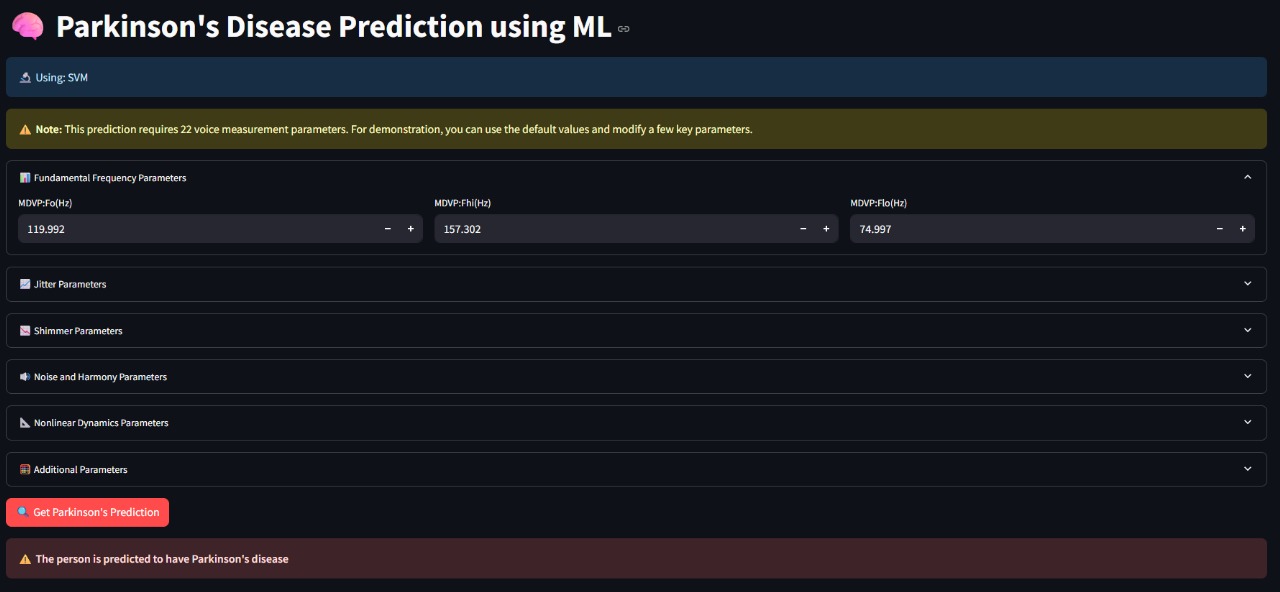 Parkinson's Disease Prediction using ML
Using: SVM
Note: This prediction requires 22 voice measurement parameters. For demonstration, you can use the default values and modify a few key parameters.
Fundamental Frequency Parameters
MDVP:Fo(Hz) MDVP:Fhi(Hz) MDVP:Flo(Hz)
119.992 − + 157.302 − + 74.997 − +
Jitter Parameters
Shimmer Parameters
Noise and Harmony Parameters
Nonlinear Dynamics Parameters
Additional Parameters
Get Parkinson's Prediction
The person is predicted to have Parkinson's disease